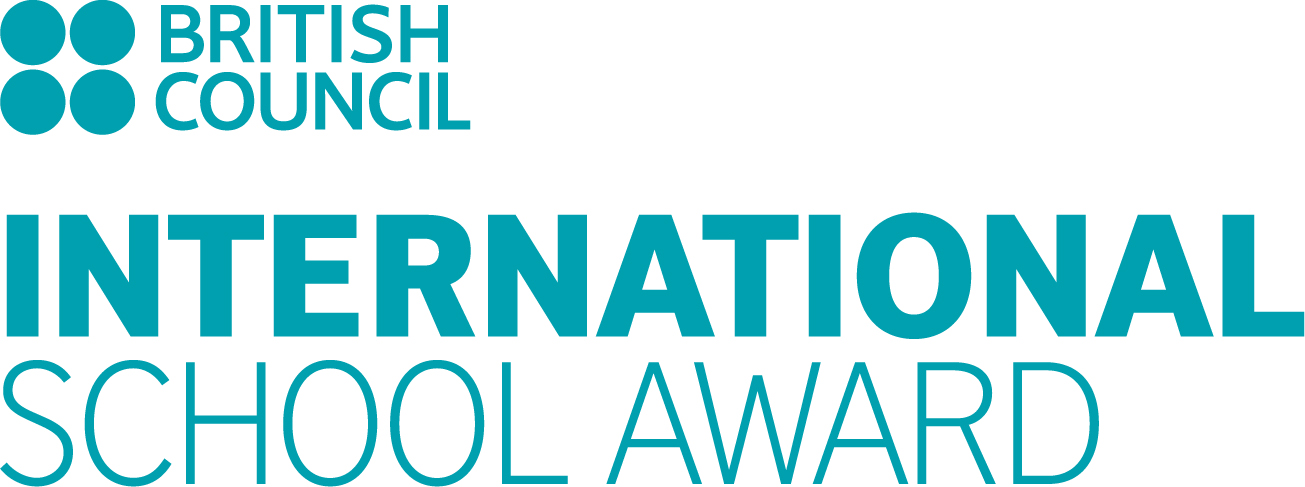 BRITISH
COUNCIL
INTERNATIONAL
SCHOOL AWARD